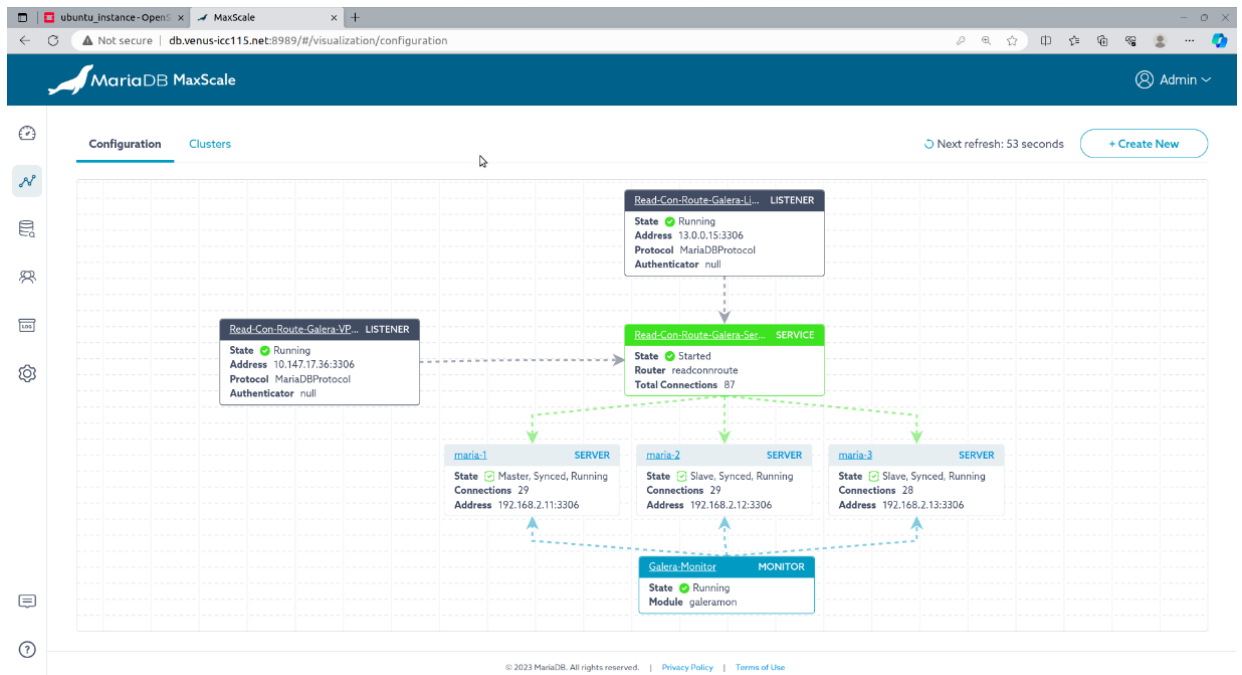 ubuntu_instance - OpenS
MaxScale
Not secure | db.venus-icc115.net:8989/#/visualization/configuration
MariaDB MaxScale
Admin
Configuration
Clusters
Next refresh: 53 seconds
+ Create New
Read-Con-Route-Galera-Li... LISTENER
State Running
Address 13.0.0.15:3306
Protocol MariaDBProtocol
Authenticator null
Read-Con-Route-Galera-VP... LISTENER
State Running
Address 10.147.17.36:3306
Protocol MariaDBProtocol
Authenticator null
Read-Con-Route-Galera-Ser... SERVICE
State Started
Router readconnroute
Total Connections 87
maria-1 SERVER
State Master, Synced, Running
Connections 29
Address 192.168.2.11:3306
maria-2 SERVER
State Slave, Synced, Running
Connections 29
Address 192.168.2.12:3306
maria-3 SERVER
State Slave, Synced, Running
Connections 28
Address 192.168.2.13:3306
Galera-Monitor MONITOR
State Running
Module galeramon
LOG
© 2023 MariaDB. All rights reserved. | Privacy Policy | Terms of Use